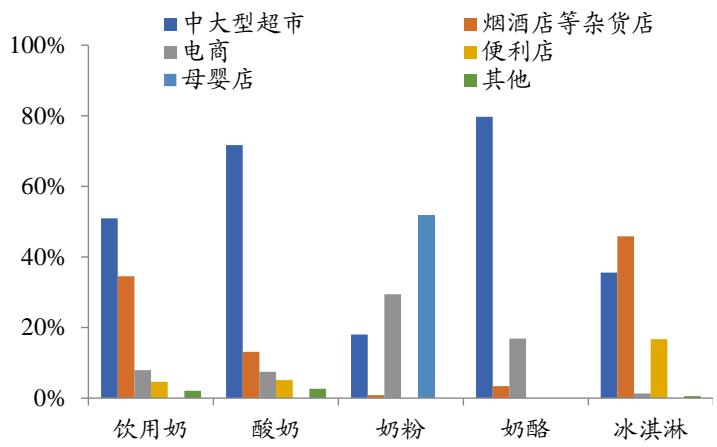 中大型超市 烟酒店等杂货店
电商 便利店
母婴店 其他
100%
80%
60%
40%
20%
0%
饮用奶 酸奶 奶粉 奶酪 冰淇淋